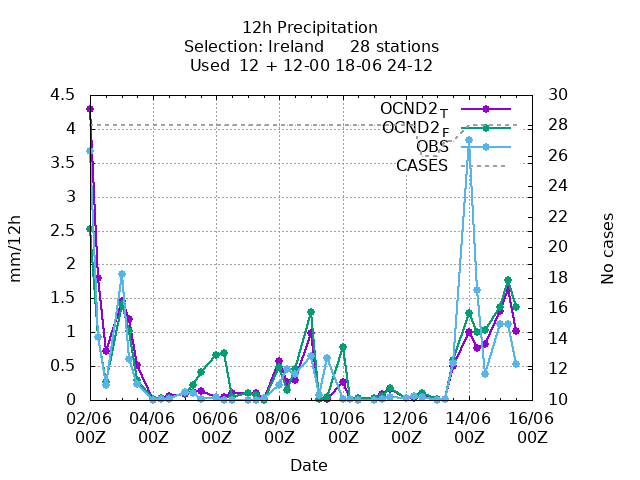 12h Precipitation
Selection: Ireland 28 stations
Used 12 + 12-00 18-06 24-12
OCND2T
OCND2F
OBS
CASES
mm/12h
4.5
4
3.5
3
2.5
2
1.5
1
0.5
0
No cases
30
28
26
24
22
20
18
16
14
12
10
02/06 04/06 06/06 08/06 10/06 12/06 14/06 16/06
00Z 00Z 00Z 00Z 00Z 00Z 00Z 00Z
Date